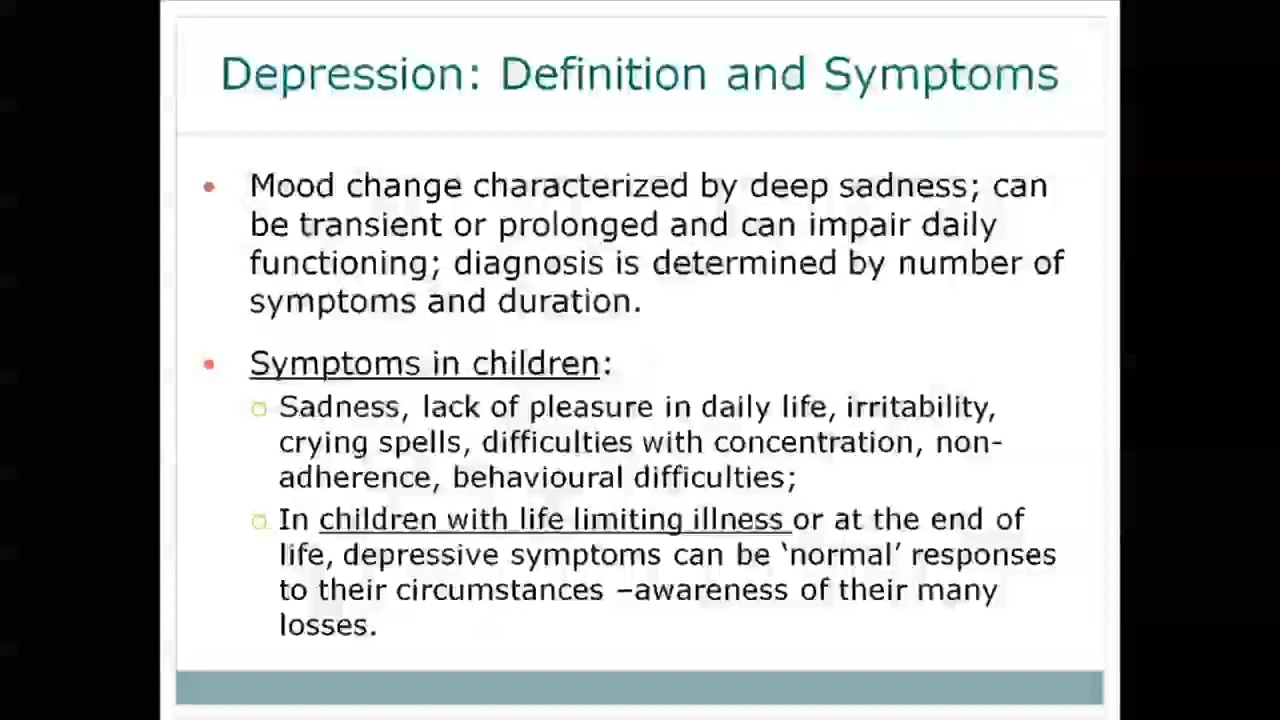 Depression: Definition and Symptoms
• Mood change characterized by deep sadness; can
be transient or prolonged and can impair daily
functioning; diagnosis is determined by number of
symptoms and duration.
• Symptoms in children:
o Sadness, lack of pleasure in daily life, irritability,
crying spells, difficulties with concentration, non-
adherence, behavioural difficulties;
o In children with life limiting illness or at the end of
life, depressive symptoms can be ‘normal’ responses
to their circumstances –awareness of their many
losses.